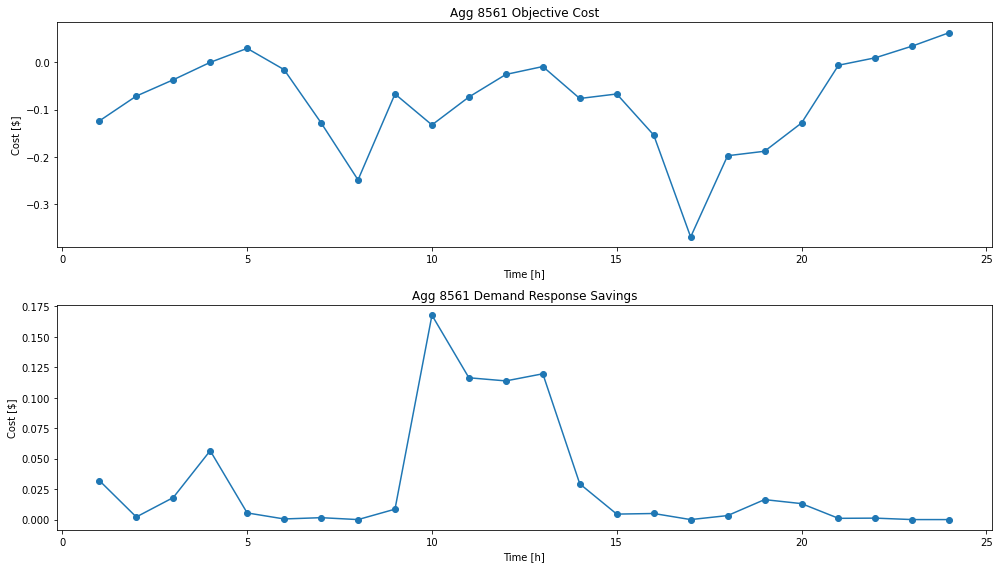 Agg 8561 Objective Cost
Cost [$]
0.0
−0.1
−0.2
−0.3
0 5 10 15 20 25
Time [h]
Agg 8561 Demand Response Savings
Cost [$]
0.175
0.150
0.125
0.100
0.075
0.050
0.025
0.000
0 5 10 15 20 25
Time [h]